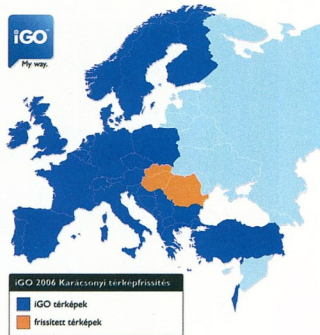 iGO
My way.
iGO 2006 Karácsonyi térképfrissítés
iGO térképek
frissített térképek